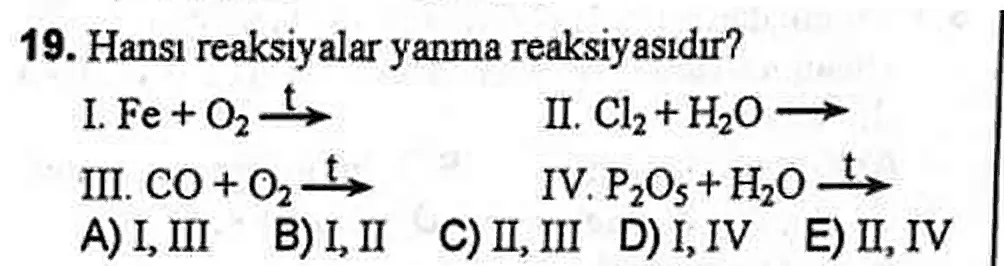 19. Hansı reaksiyalar yanma reaksiyasıdır?
I. Fe + O₂ —t→ II. Cl₂ + H₂O ⟶
III. CO + O₂ —t→ IV. P₂O₅ + H₂O —t→
A) I, III B) I, II C) II, III D) I, IV E) II, IV